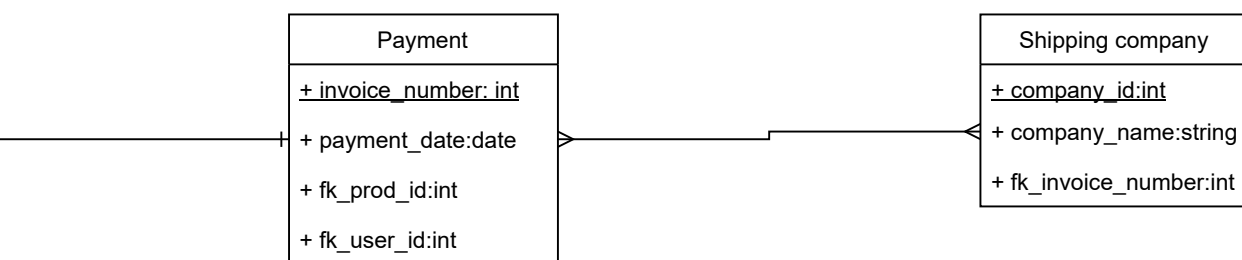 Payment
+ invoice_number: int
+ payment_date:date
+ fk_prod_id:int
+ fk_user_id:int
Shipping company
+ company_id:int
+ company_name:string
+ fk_invoice_number:int